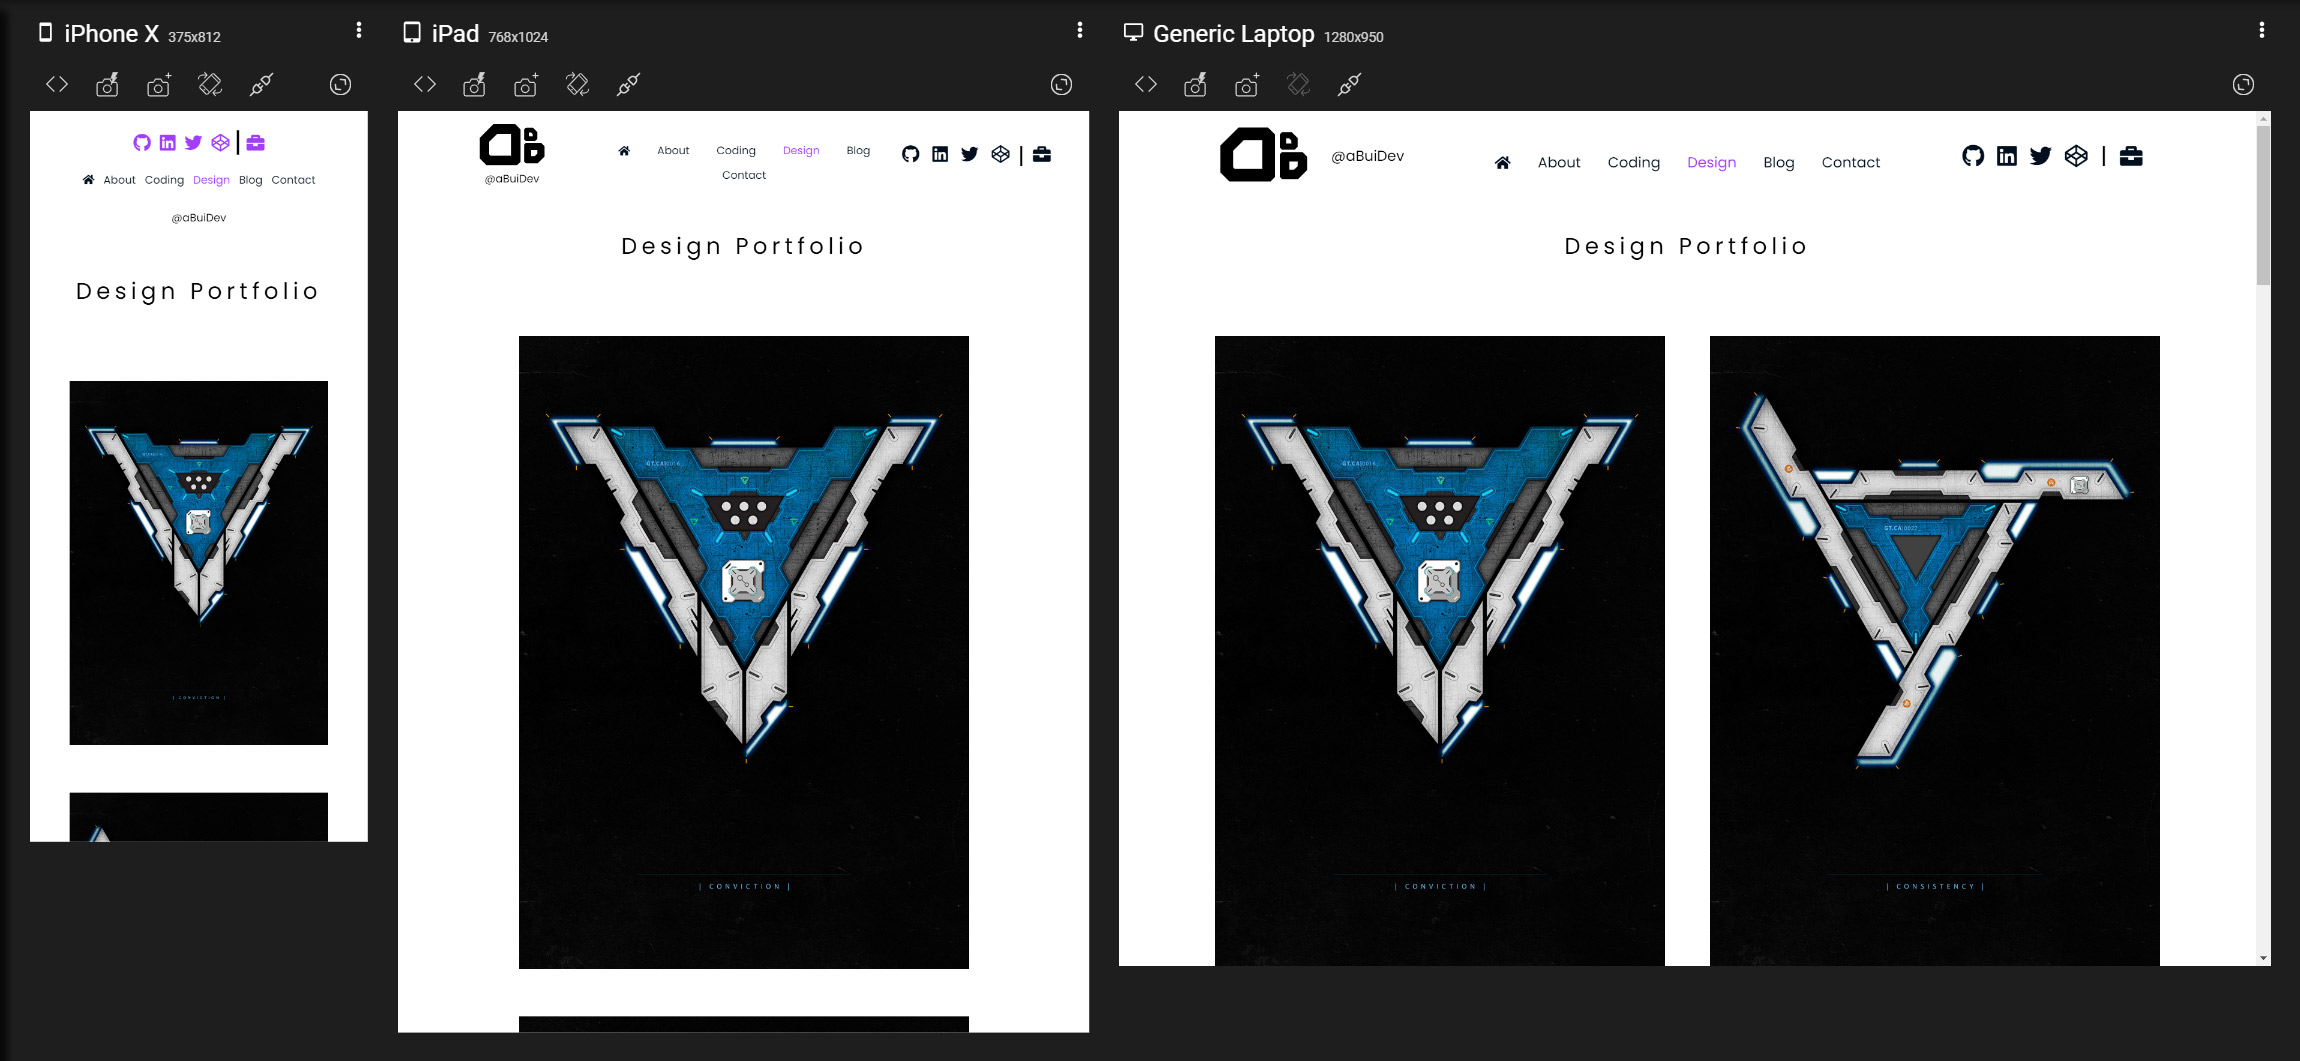 iPhone X 375x812
About Coding Design Blog Contact
@aBuiDev
Design Portfolio
| CONVICTION |
iPad 768x1024
@aBuiDev
About Coding Design Blog
Contact
Design Portfolio
| CONVICTION |
Generic Laptop 1280x950
@aBuiDev
About Coding Design Blog Contact
Design Portfolio
| CONVICTION |
| CONSISTENCY |